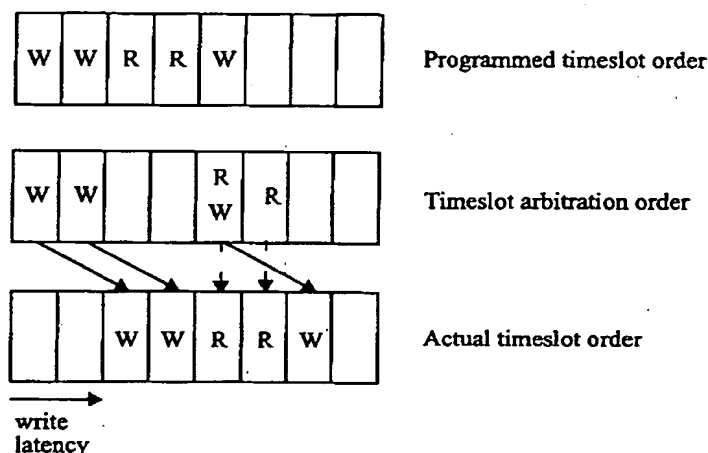 W W R R W Programmed timeslot order
R
W W W R Timeslot arbitration order
W W R R W Actual timeslot order
write
latency